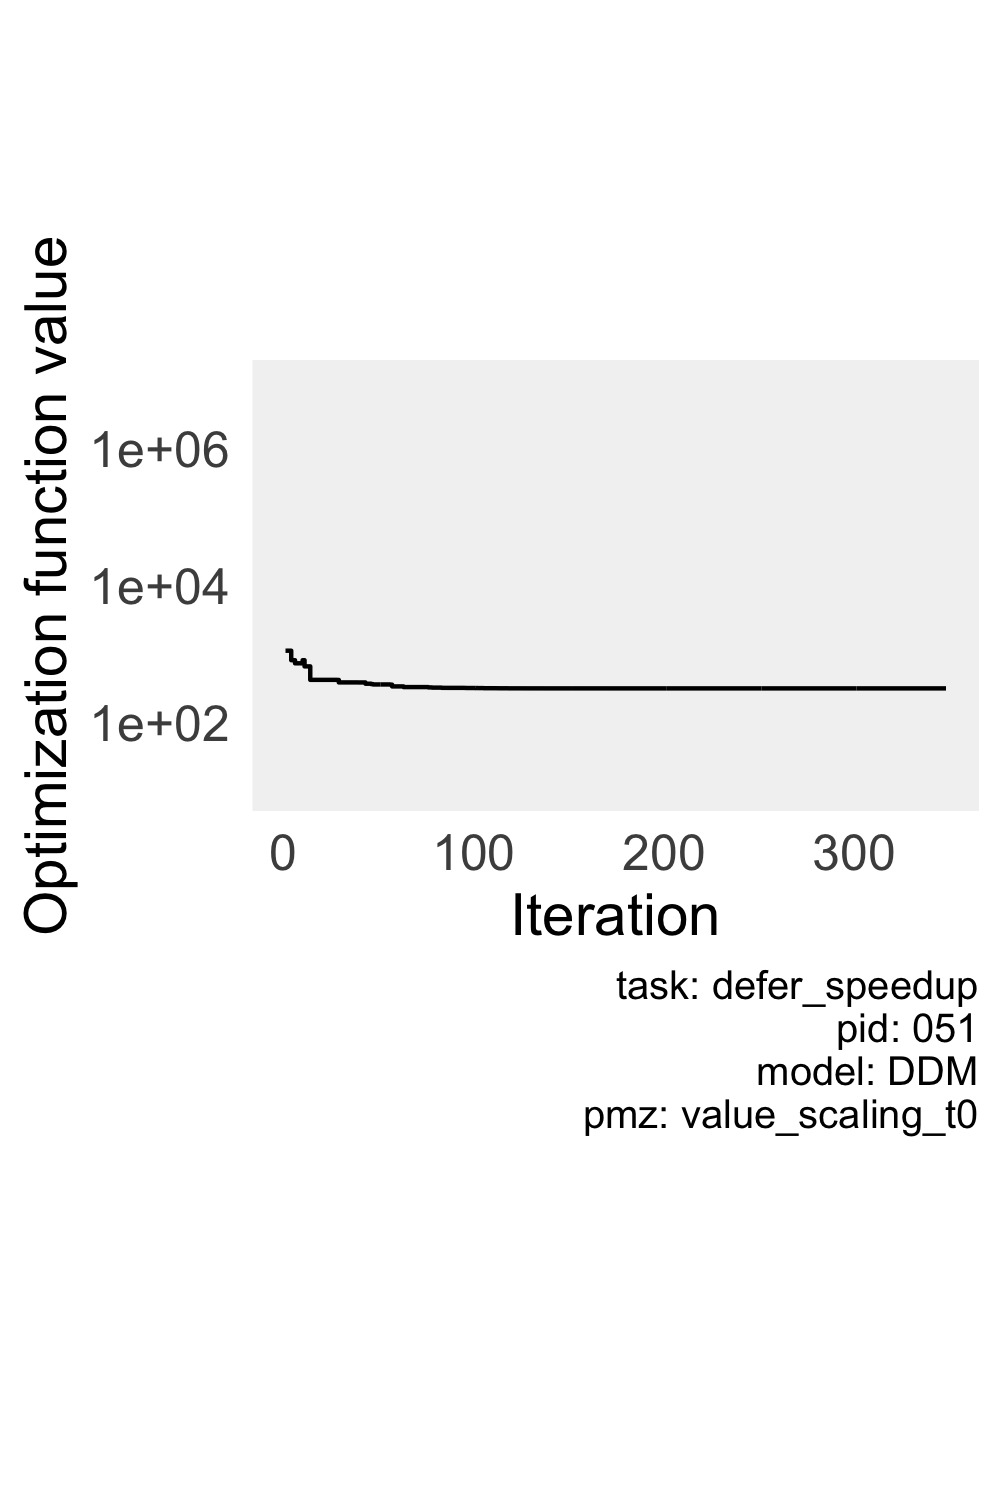 Optimization function value
1e+06
1e+04
1e+02
0 100 200 300
Iteration
task: defer_speedup
pid: 051
model: DDM
pmz: value_scaling_t0